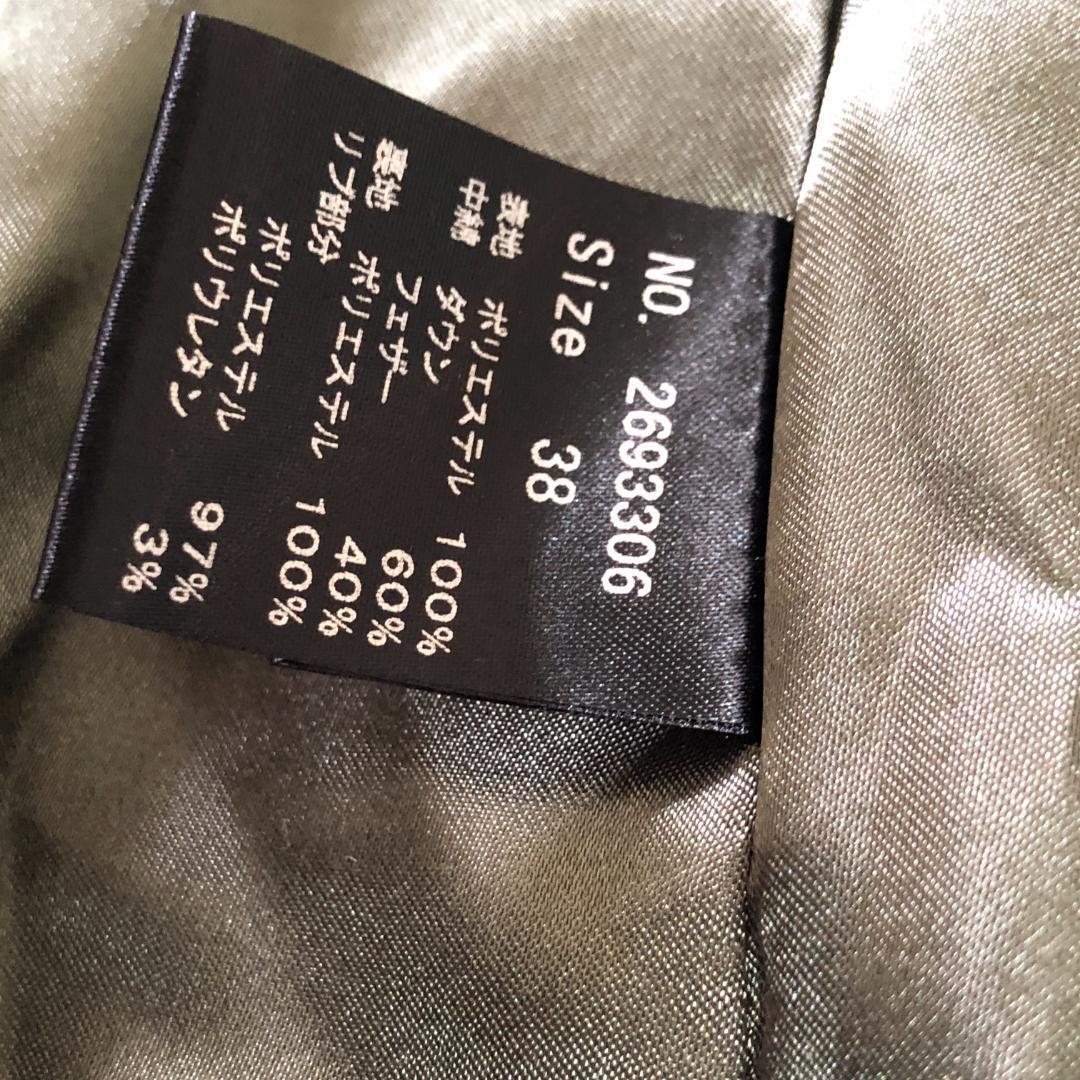 NO. 2693306
Size 38
表地 ポリエステル 100%
中綿 ダウン 60%
フェザー 40%
裏地 ポリエステル 100%
リブ部分
ポリエステル 97%
ポリウレタン 3%